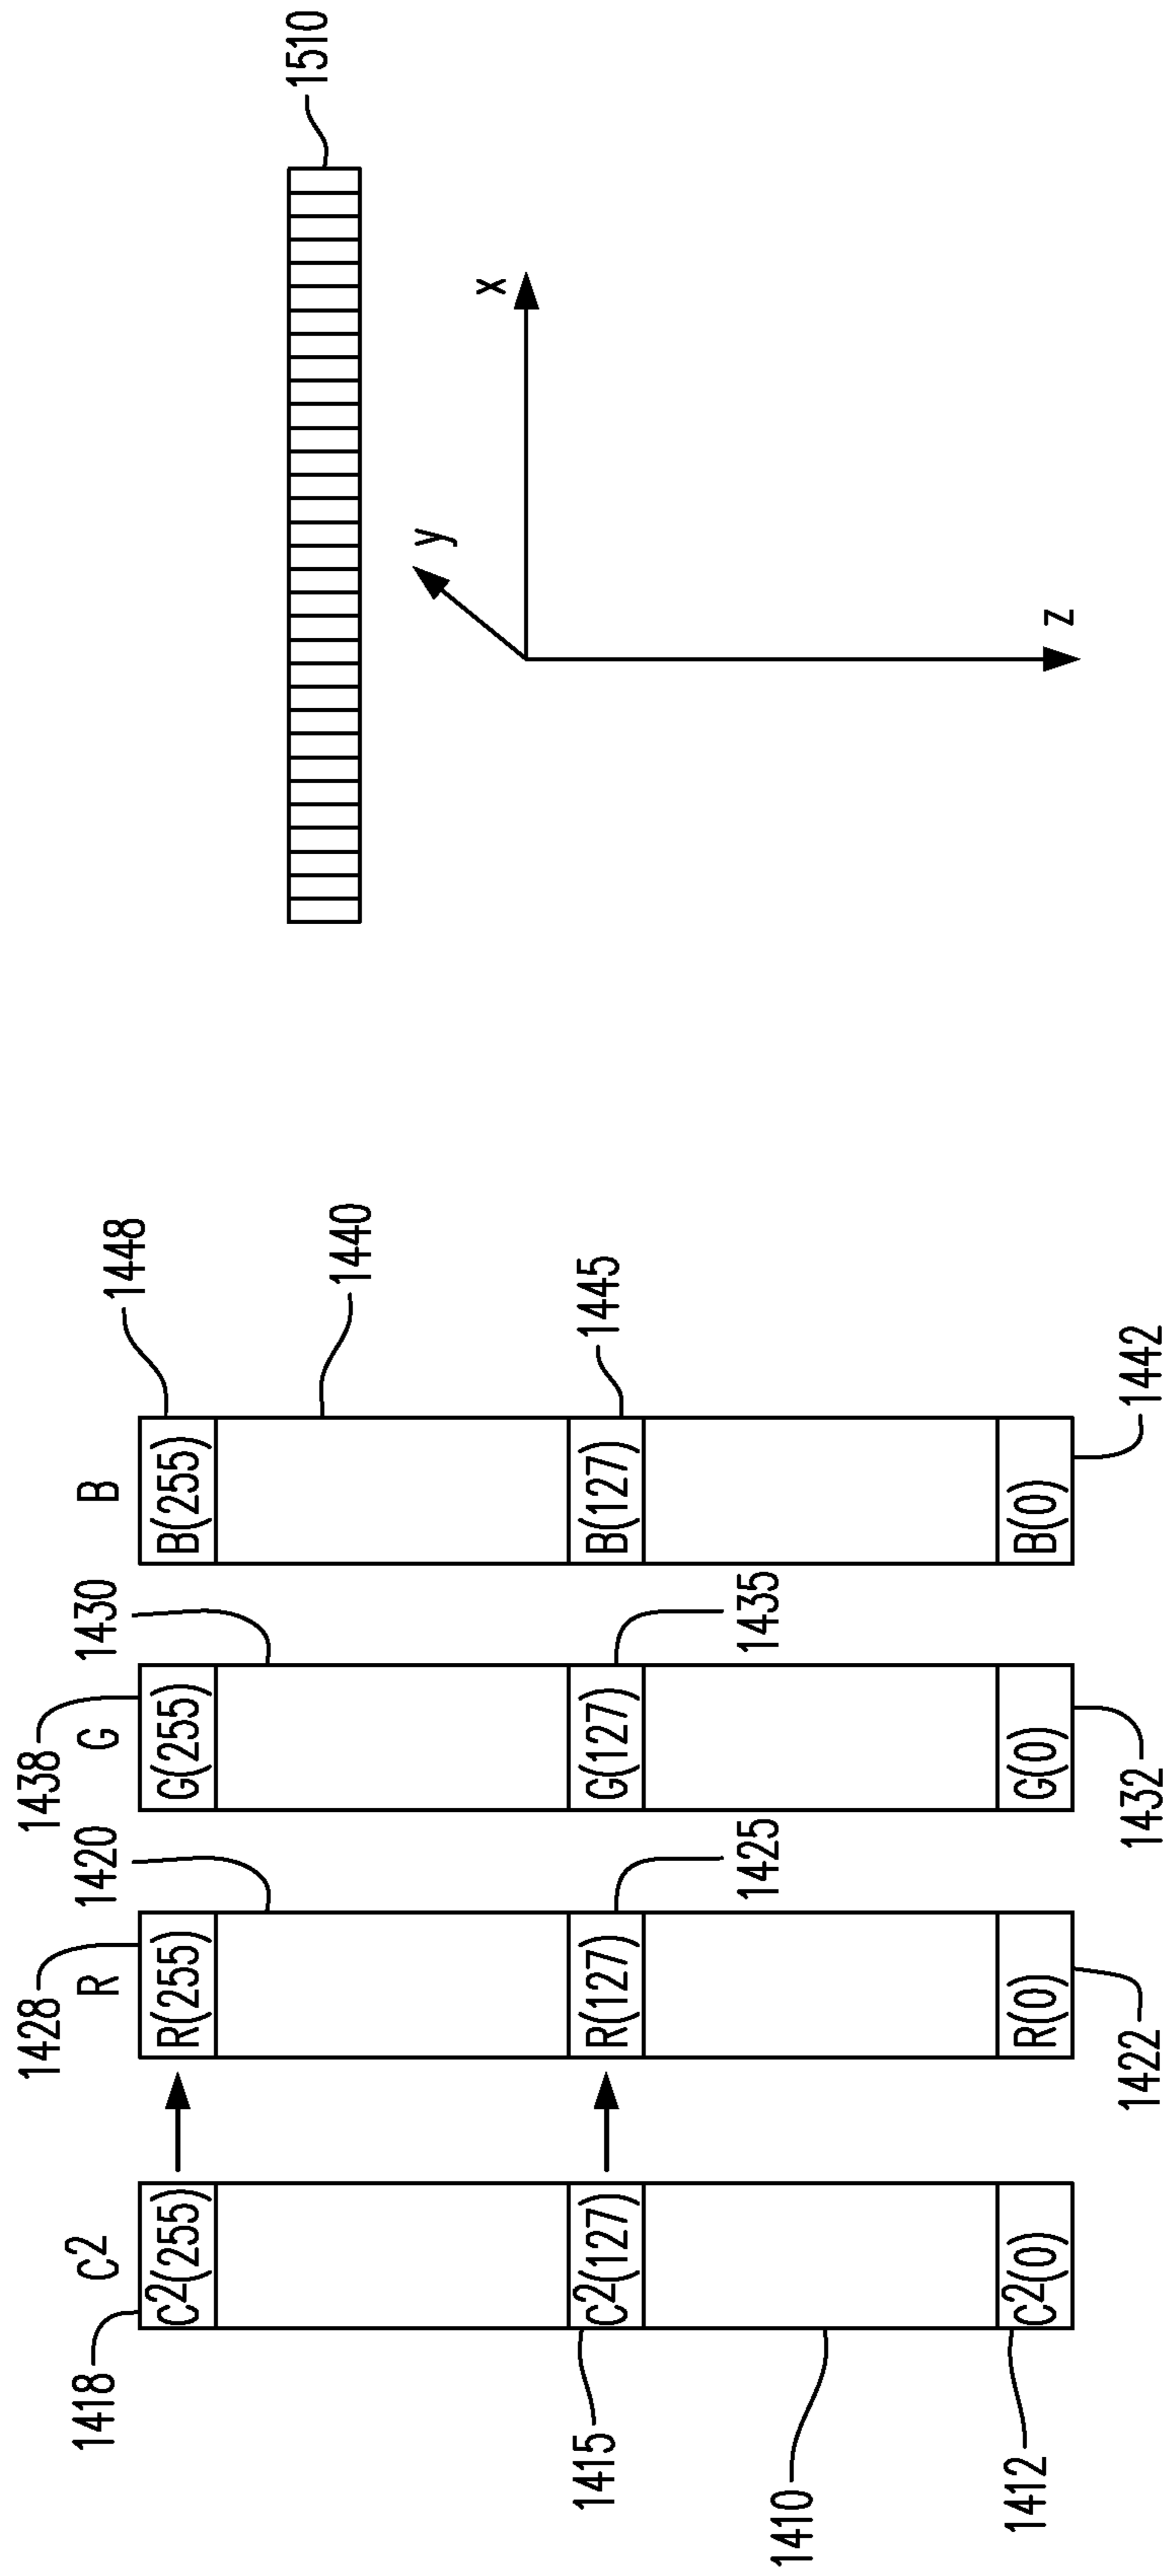 1418
C²
C²(255)
1415
C²(127)
1410
1412
C²(0)
1428
R
1420
R(255)
R(127)
1425
R(0)
1422
1438
G
1430
G(255)
G(127)
1435
G(0)
1432
B
1448
B(255)
1440
B(127)
1445
B(0)
1442
1510
y
x
z